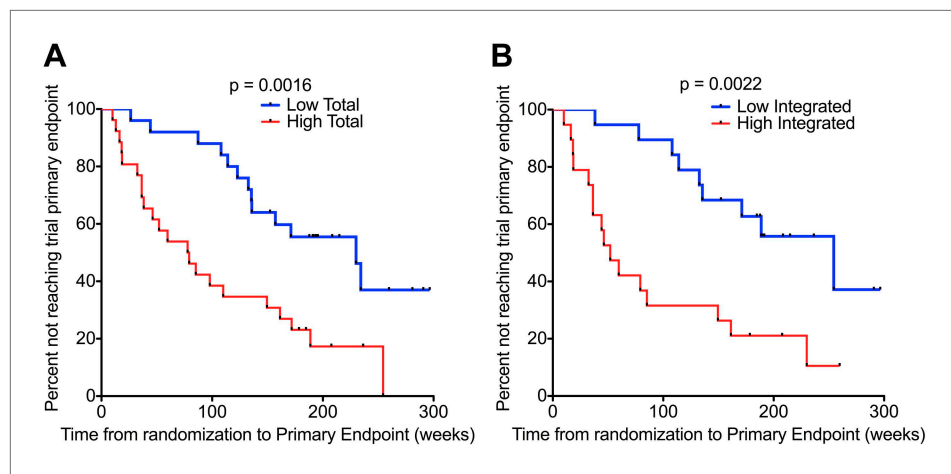 A
p = 0.0016
Low Total
High Total
100
80
60
40
20
0
0
100
200
300
Percent not reaching trial primary endpoint
Time from randomization to Primary Endpoint (weeks)
B
p = 0.0022
Low Integrated
High Integrated
100
80
60
40
20
0
0
100
200
300
Percent not reaching trial primary endpoint
Time from randomization to Primary Endpoint (weeks)